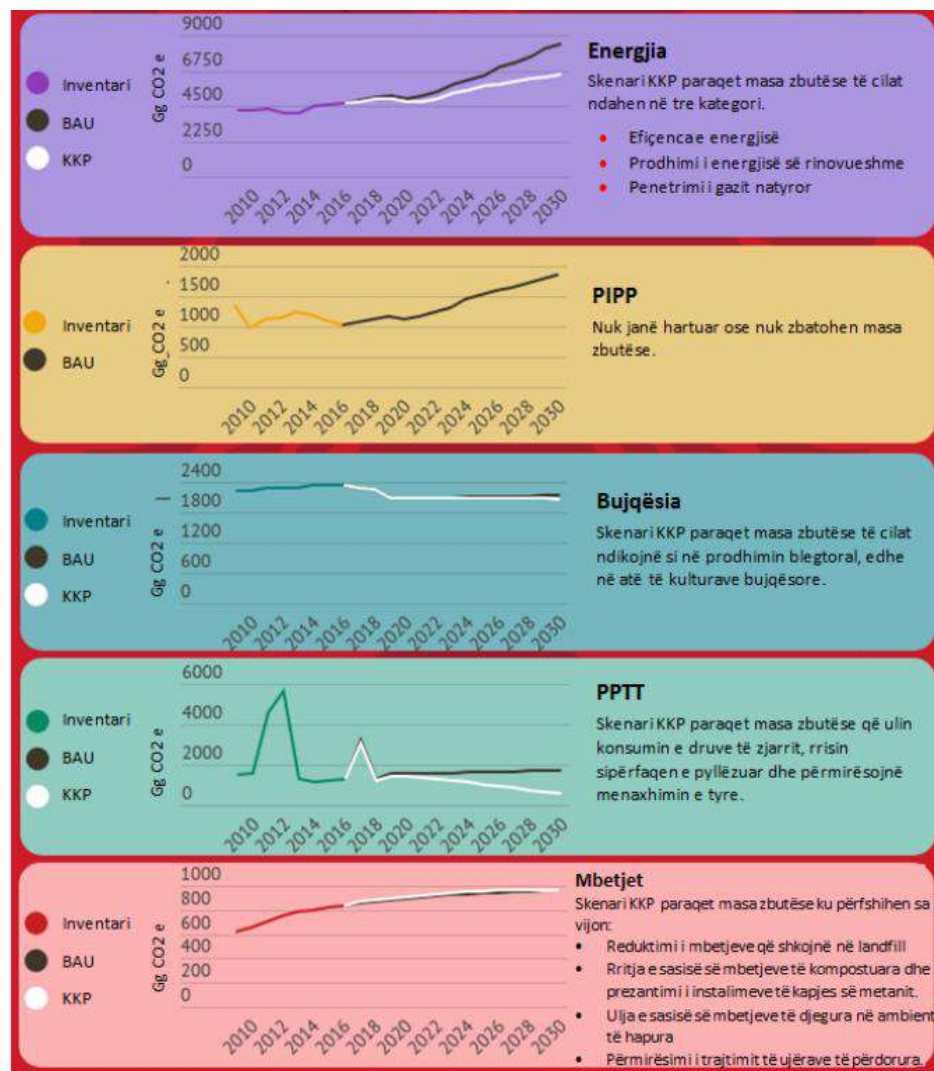 9000
6750
4500
2250
0
Gg CO2 e
Inventari
BAU
KKP
2010 2012 2014 2016 2018 2020 2022 2024 2026 2028 2030
Energjia
Skenari KKP paraqet masa zbutëse të cilat
ndahen në tre kategori.
• Efiçenca e energjisë
• Prodhimi i energjisë së rinovueshme
• Penetrimi i gazit natyror
2000
1500
1000
500
0
Gg_CO2 e
Inventari
BAU
2010 2012 2014 2016 2018 2020 2022 2024 2026 2028 2030
PIPP
Nuk janë hartuar ose nuk zbatohen masa
zbutëse.
2400
1800
1200
600
0
Gg CO2 e
Inventari
BAU
KKP
2010 2012 2014 2016 2018 2020 2022 2024 2026 2028 2030
Bujqësia
Skenari KKP paraqet masa zbutëse të cilat
ndikojnë si në prodhimin blegtoral, edhe
në atë të kulturave bujqësore.
6000
4000
2000
0
Gg CO2 e
Inventari
BAU
KKP
2010 2012 2014 2016 2018 2020 2022 2024 2026 2028 2030
PPTT
Skenari KKP paraqet masa zbutëse që ulin
konsumin e druve të zjarrit, rrisin
sipërfaqen e pyllëzuar dhe përmirësojnë
menaxhimin e tyre.
1000
800
600
400
200
0
Gg CO2 e
Inventari
BAU
KKP
2010 2012 2014 2016 2018 2020 2022 2024 2026 2028 2030
Mbetjet
Skenari KKP paraqet masa zbutëse ku përfshihen sa
vijon:
• Reduktimi i mbetjeve që shkojnë në landfill
• Rritja e sasisë së mbetjeve të kompostuara dhe
prezantimi i instalimeve të kapjes së metanit.
• Ulja e sasisë së mbetjeve të djegura në ambient
të hapura
• Përmirësimi i trajtimit të ujërave të përdorura.